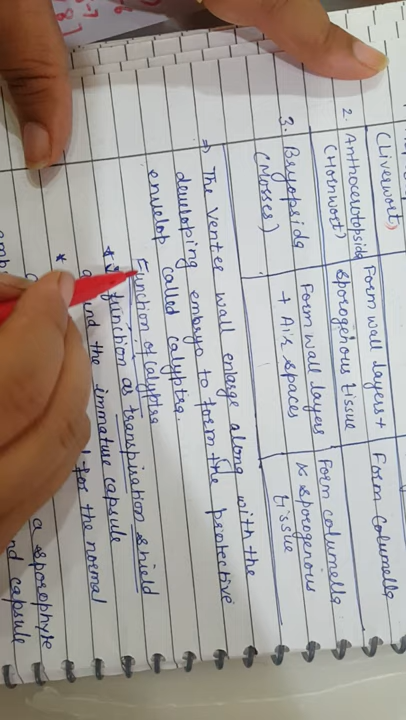 (Liverwort) Form wall layers + Form Columella
2. Anthocerotopsida sporogenous tissue
(Hornwort)
3. Bryopsida Form wall layers Form columella
(Mosses) + Air spaces & sporogenous
tissue
⇒ The venter wall enlarge along with the
developing embryo to form the protective
envelop called calyptra.
Function of calyptra
function as transpiration shield
the immature capsule
* for the normal
a sporophyte
capsule